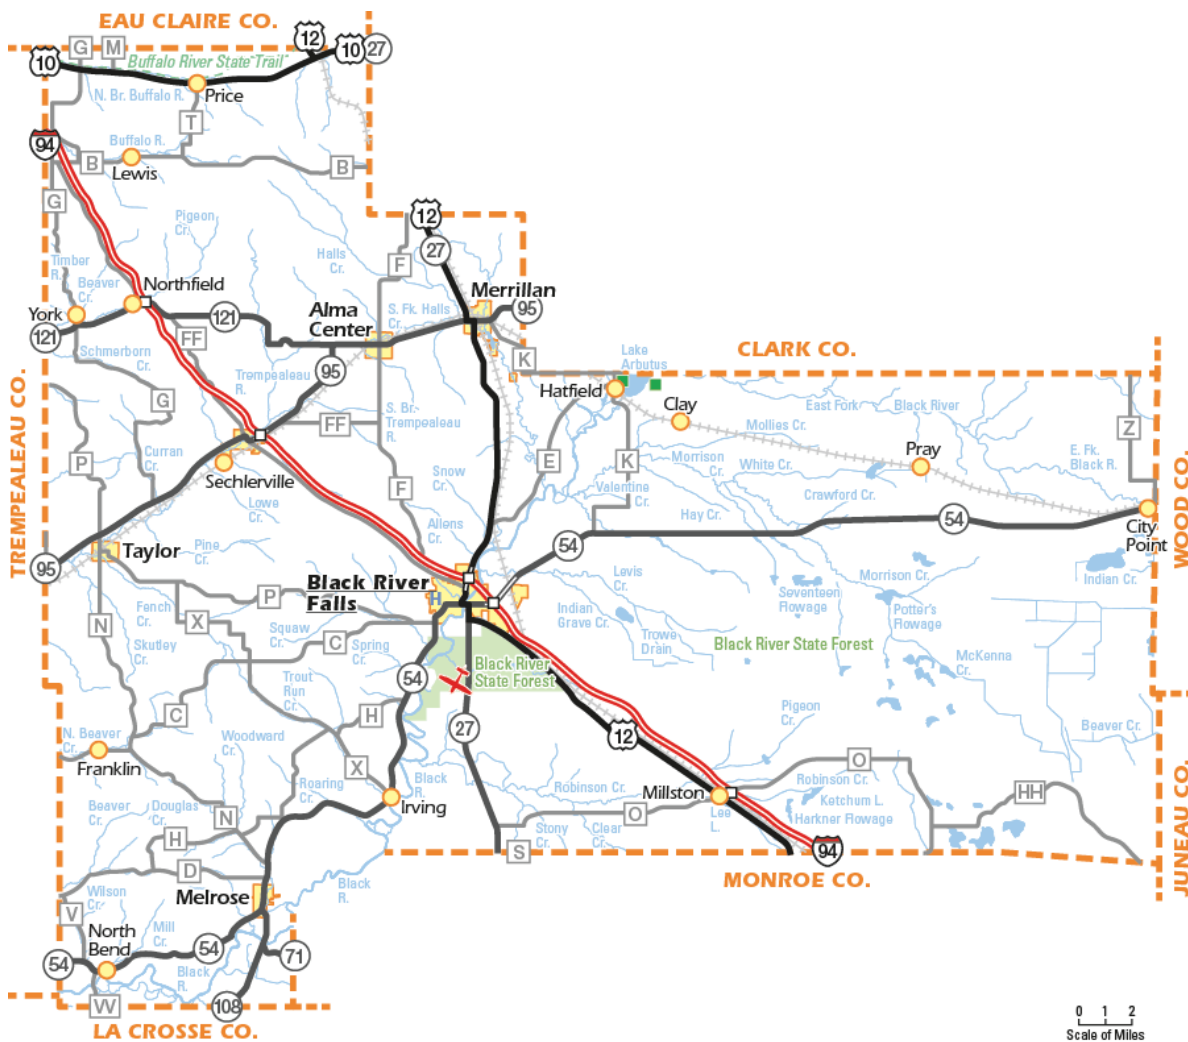 EAU CLAIRE CO.
G
M
12
10
27
10
Buffalo River State Trail
N. Br. Buffalo R.
Price
T
94
Buffalo R.
B
Lewis
B
G
12
Pigeon
Cr.
27
Halls
Cr.
F
Timber
R.
Beaver
Cr.
Northfield
Merrillan
95
York
121
121
Alma
Center
S. Fk. Halls
Cr.
FF
Schmerborn
Cr.
95
Trempealeau
R.
K
Lake
Arbutus
CLARK CO.
Hatfield
Clay
G
S. Br.
Trempealeau
R.
FF
East Fork
Black River
Mollies Cr.
Z
TREMPEALEAU CO.
P
Curran
Cr.
Sechlerville
E
K
Morrison
Cr.
White Cr.
Pray
E. Fk.
Black R.
Snow
Cr.
F
Valentine
Cr.
Crawford Cr.
Lowe
Cr.
Hay Cr.
54
City
Point
WOOD CO.
Allens
Cr.
54
95
Taylor
Pine
Cr.
Black River
Falls
H
Levis
Cr.
Morrison Cr.
Indian Cr.
Seventeen
Flowage
P
Fench
Cr.
X
Indian
Grave Cr.
Potter's
Flowage
N
Squaw
Cr.
C
Spring
Cr.
Skutley
Cr.
Trowe
Drain
Black River State Forest
McKenna
Cr.
Black River
State Forest
54
Trout
Run
Cr.
C
H
27
12
Pigeon
Cr.
Beaver Cr.
N. Beaver
Cr.
Franklin
Woodward
Cr.
X
Black
R.
O
Roaring
Cr.
Irving
Robinson Cr.
Millston
Robinson Cr.
HH
JUNEAU CO.
Beaver
Cr.
Douglas
Cr.
N
O
Lee
L.
Ketchum L.
Harkner Flowage
H
Stony
Cr.
Clear
Cr.
S
94
D
MONROE CO.
Wilson
Cr.
Melrose
Black
R.
V
North
Bend
Mill
Cr.
54
54
71
Black
R.
VV
108
LA CROSSE CO.
0 1 2
Scale of Miles